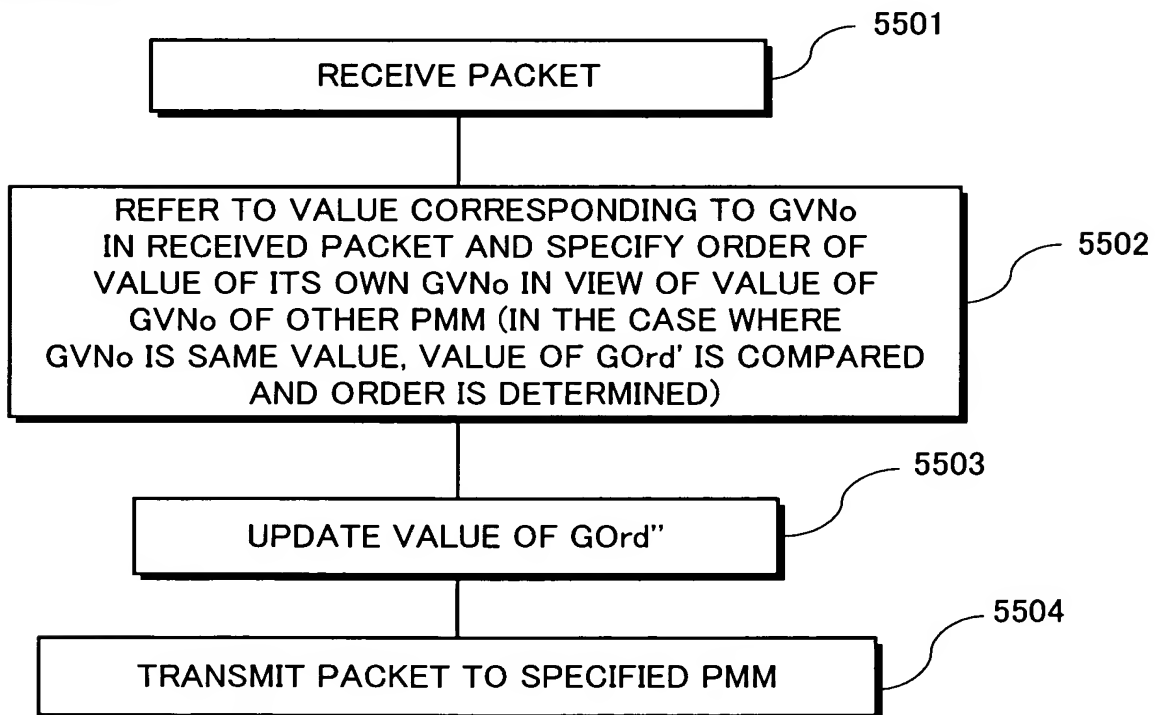 5501
RECEIVE PACKET
REFER TO VALUE CORRESPONDING TO GVNo
IN RECEIVED PACKET AND SPECIFY ORDER OF
VALUE OF ITS OWN GVNo IN VIEW OF VALUE OF
GVNo OF OTHER PMM (IN THE CASE WHERE
GVNo IS SAME VALUE, VALUE OF GOrd' IS COMPARED
AND ORDER IS DETERMINED)
5502
5503
UPDATE VALUE OF GOrd”
5504
TRANSMIT PACKET TO SPECIFIED PMM